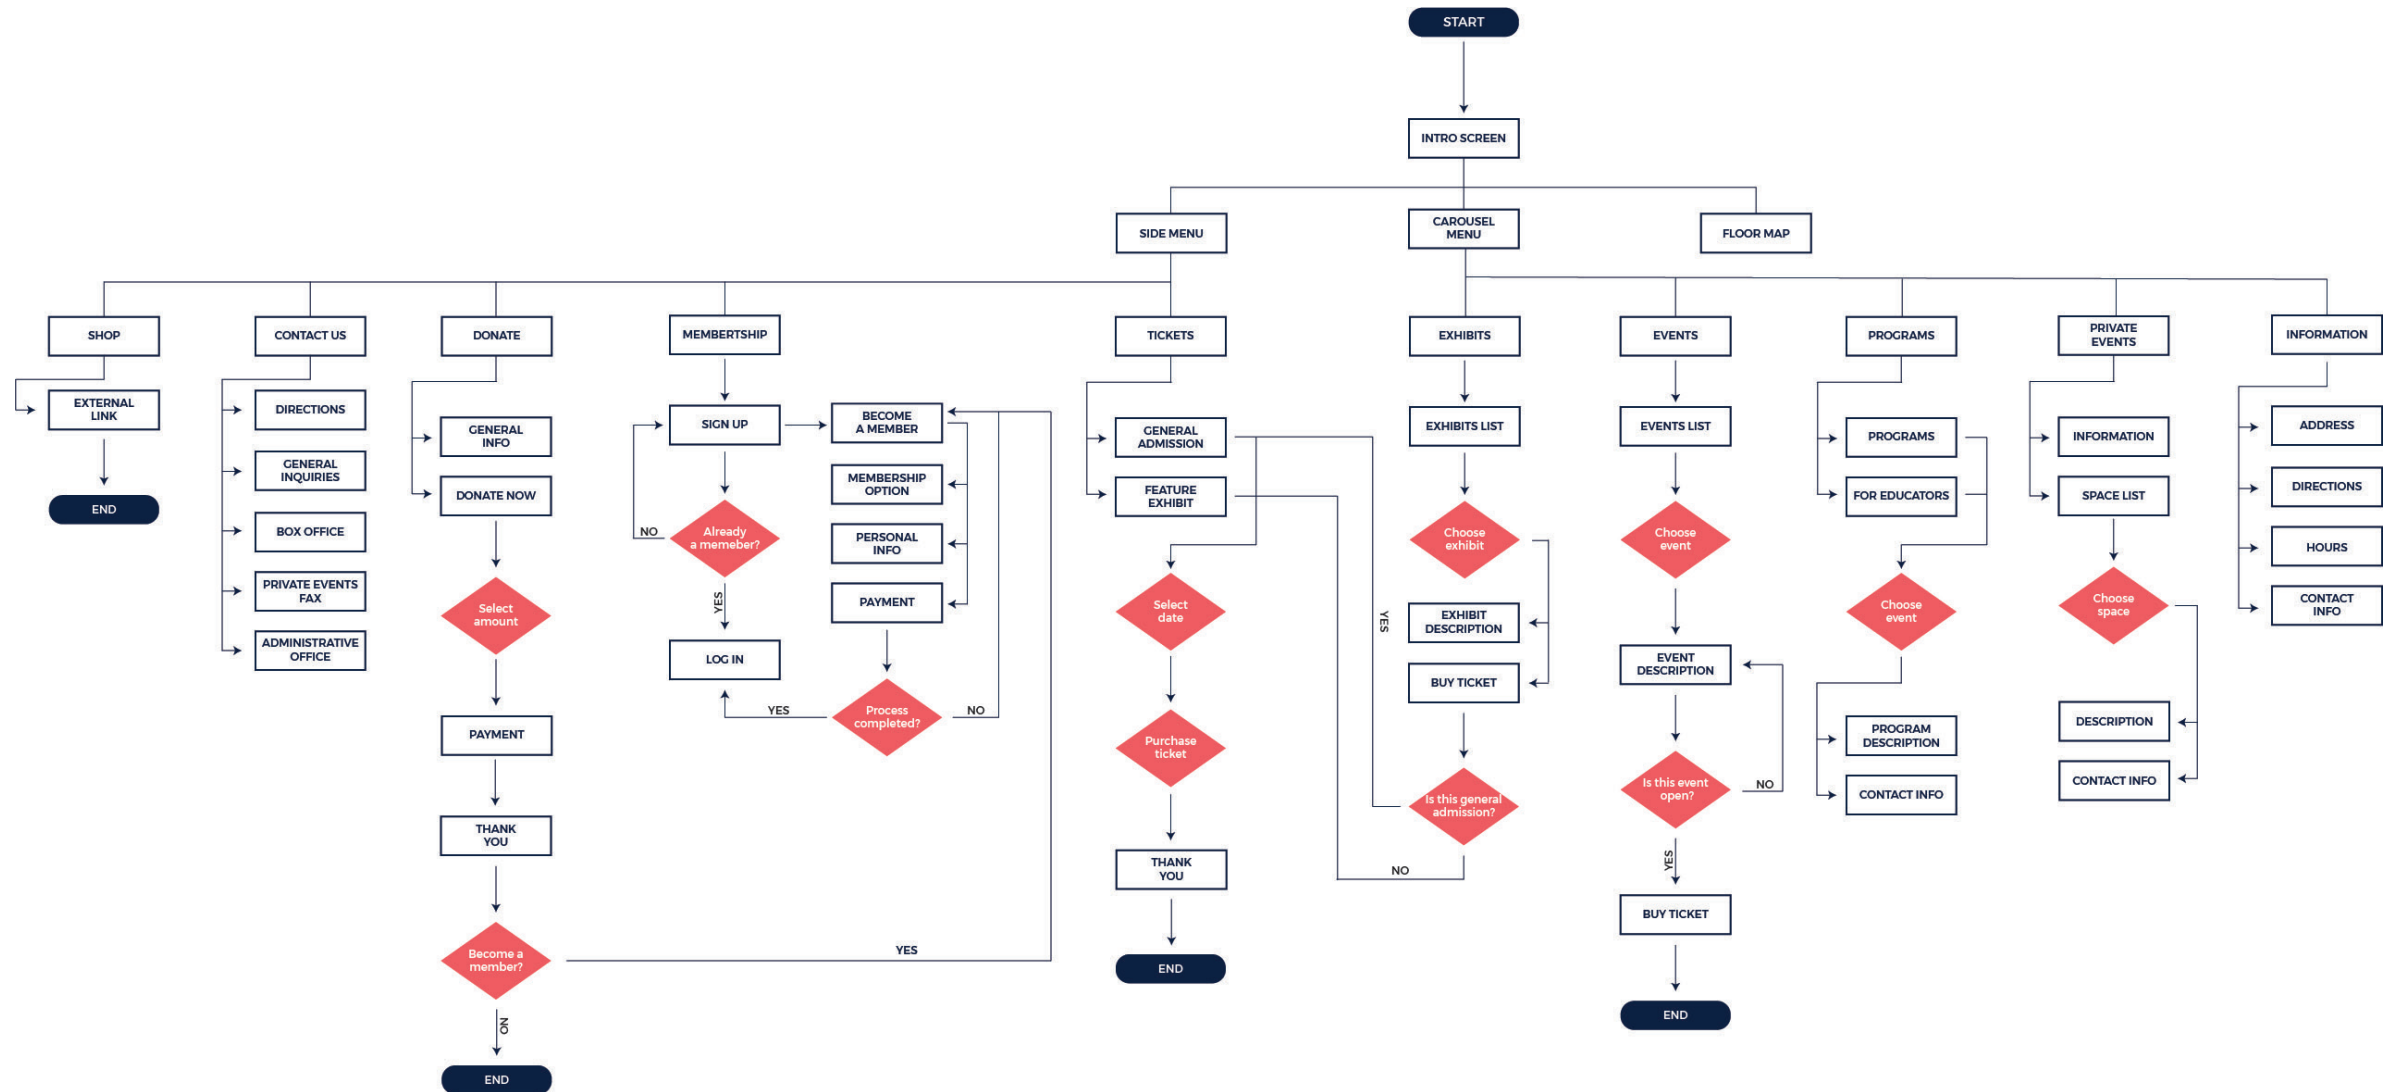 START
INTRO SCREEN
SIDE MENU
CAROUSEL
MENU
FLOOR MAP
SHOP
CONTACT US
DONATE
MEMBERTSHIP
TICKETS
EXHIBITS
EVENTS
PROGRAMS
PRIVATE
EVENTS
INFORMATION
EXTERNAL
LINK
END
DIRECTIONS
GENERAL
INQUIRIES
BOX OFFICE
PRIVATE EVENTS
FAX
ADMINISTRATIVE
OFFICE
GENERAL
INFO
DONATE NOW
Select
amount
PAYMENT
THANK
YOU
Become a
member?
YES
NO
END
SIGN UP
Already
a memeber?
NO
YES
LOG IN
BECOME
A MEMBER
MEMBERSHIP
OPTION
PERSONAL
INFO
PAYMENT
Process
completed?
YES
NO
GENERAL
ADMISSION
FEATURE
EXHIBIT
Select
date
Purchase
ticket
THANK
YOU
END
EXHIBITS LIST
Choose
exhibit
EXHIBIT
DESCRIPTION
BUY TICKET
Is this general
admission?
YES
NO
EVENTS LIST
Choose
event
EVENT
DESCRIPTION
Is this event
open?
NO
YES
BUY TICKET
END
PROGRAMS
FOR EDUCATORS
Choose
event
PROGRAM
DESCRIPTION
CONTACT INFO
INFORMATION
SPACE LIST
Choose
space
DESCRIPTION
CONTACT INFO
ADDRESS
DIRECTIONS
HOURS
CONTACT
INFO